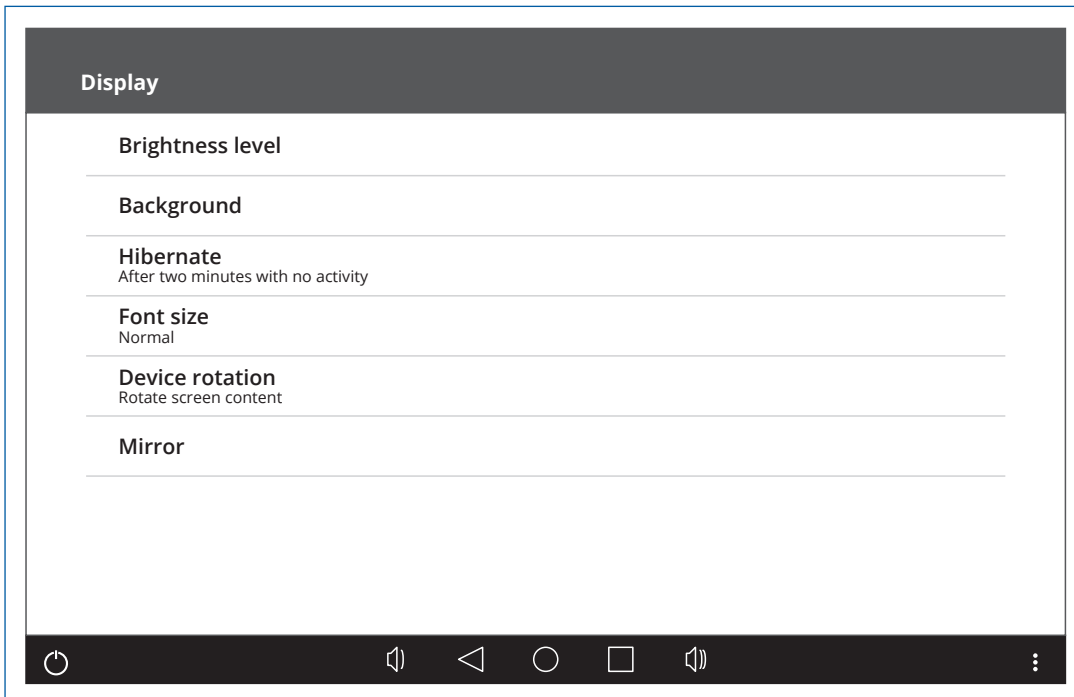 Display
Brightness level
Background
Hibernate
After two minutes with no activity
Font size
Normal
Device rotation
Rotate screen content
Mirror